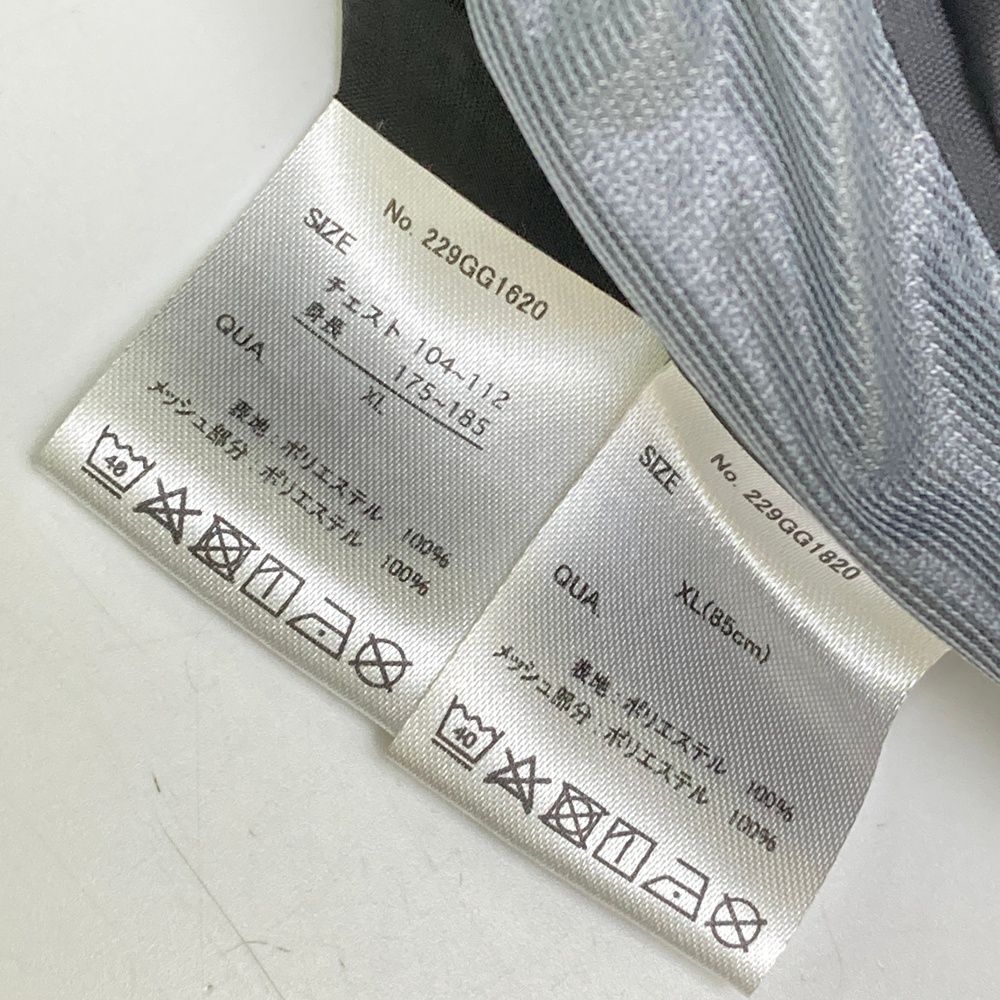 No. 229GG1620
SIZE
チェスト 104~112
身長 175~185
XL
QUA
表地・ポリエステル 100%
メッシュ部分・ポリエステル 100%
40
No. 229GG1820
SIZE
XL(85cm)
QUA
表地・ポリエステル 100%
メッシュ部分・ポリエステル 100%
40